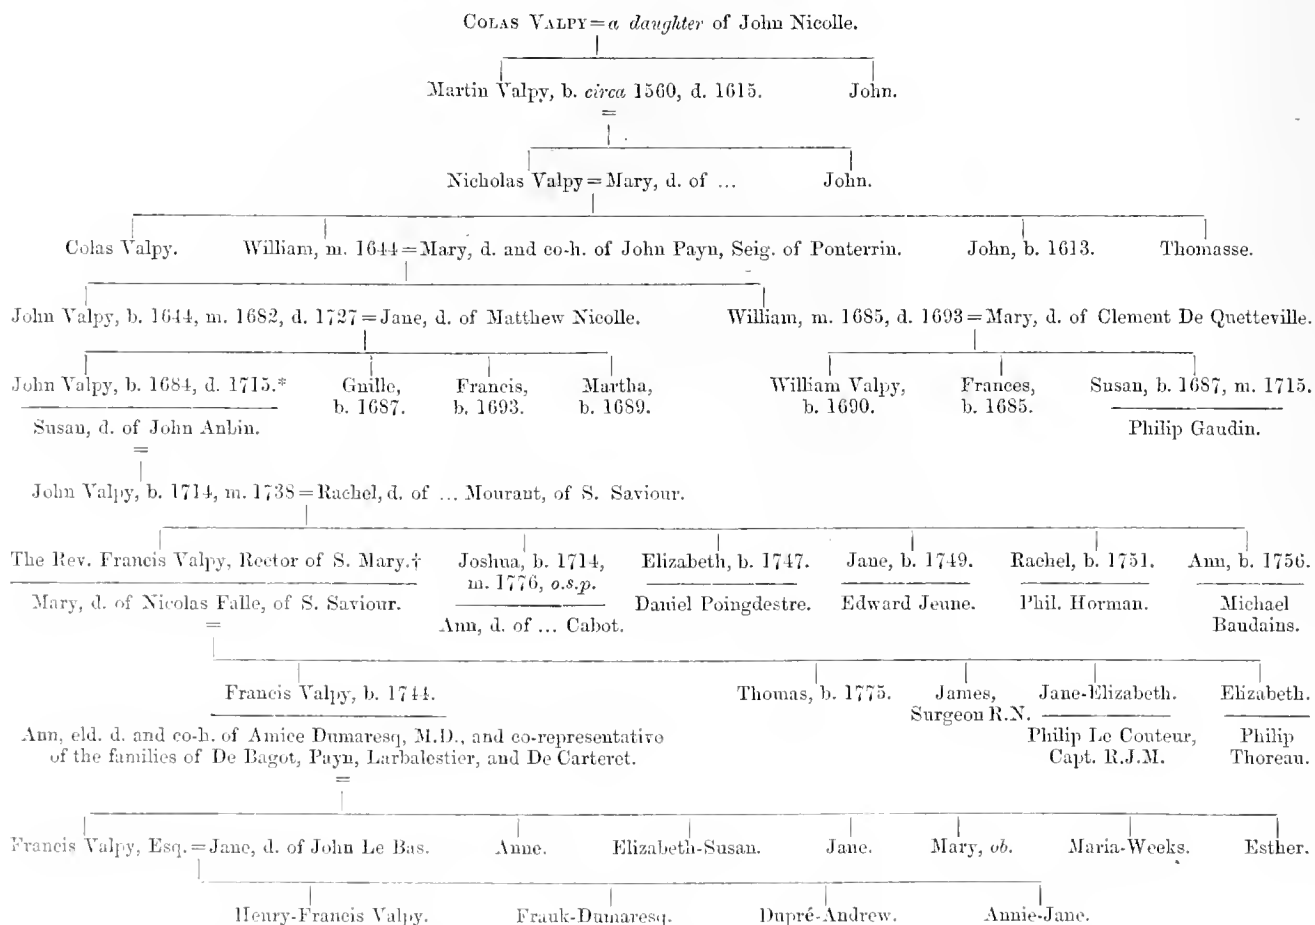 COLAS VALPY = a daughter of John Nicolle.
Martin Valpy, b. circa 1560, d. 1615. John.
=
Nicholas Valpy = Mary, d. of ... John.
Colas Valpy. William, m. 1644 = Mary, d. and co-h. of John Payn, Seig. of Ponterrin. John, b. 1613. Thomasse.
John Valpy, b. 1644, m. 1682, d. 1727 = Jane, d. of Matthew Nicolle. William, m. 1685, d. 1693 = Mary, d. of Clement De Quetteville.
John Valpy, b. 1684, d. 1715.* Guille, Francis, Martha, William Valpy, Frances, Susan, b. 1687, m. 1715.
b. 1687. b. 1693. b. 1689. b. 1690. b. 1685.
Susan, d. of John Anbin. Philip Gaudin.
=
John Valpy, b. 1714, m. 1738 = Rachel, d. of ... Mourant, of S. Saviour.
The Rev. Francis Valpy, Rector of S. Mary.† Joshua, b. 1714, Elizabeth, b. 1747. Jane, b. 1749. Rachel, b. 1751. Ann, b. 1756.
m. 1776, o.s.p.
Mary, d. of Nicolas Falle, of S. Saviour. Daniel Poingdestre. Edward Jeune. Phil. Horman. Michael
= Ann, d. of ... Cabot. Baudains.
Francis Valpy, b. 1744. Thomas, b. 1775. James, Jane-Elizabeth. Elizabeth.
Surgeon R.N.
Ann, eld. d. and co-h. of Amice Dumaresq, M.D., and co-representative Philip Le Couteur, Philip
of the families of De Bagot, Payn, Larbalestier, and De Carteret. Capt. R.J.M. Thoreau.
=
Francis Valpy, Esq. = Jane, d. of John Le Bas. Anne. Elizabeth-Susan. Jane. Mary, ob. Maria-Weeks. Esther.
Henry-Francis Valpy. Frank-Dumaresq. Dupré-Andrew. Annie-Jane.